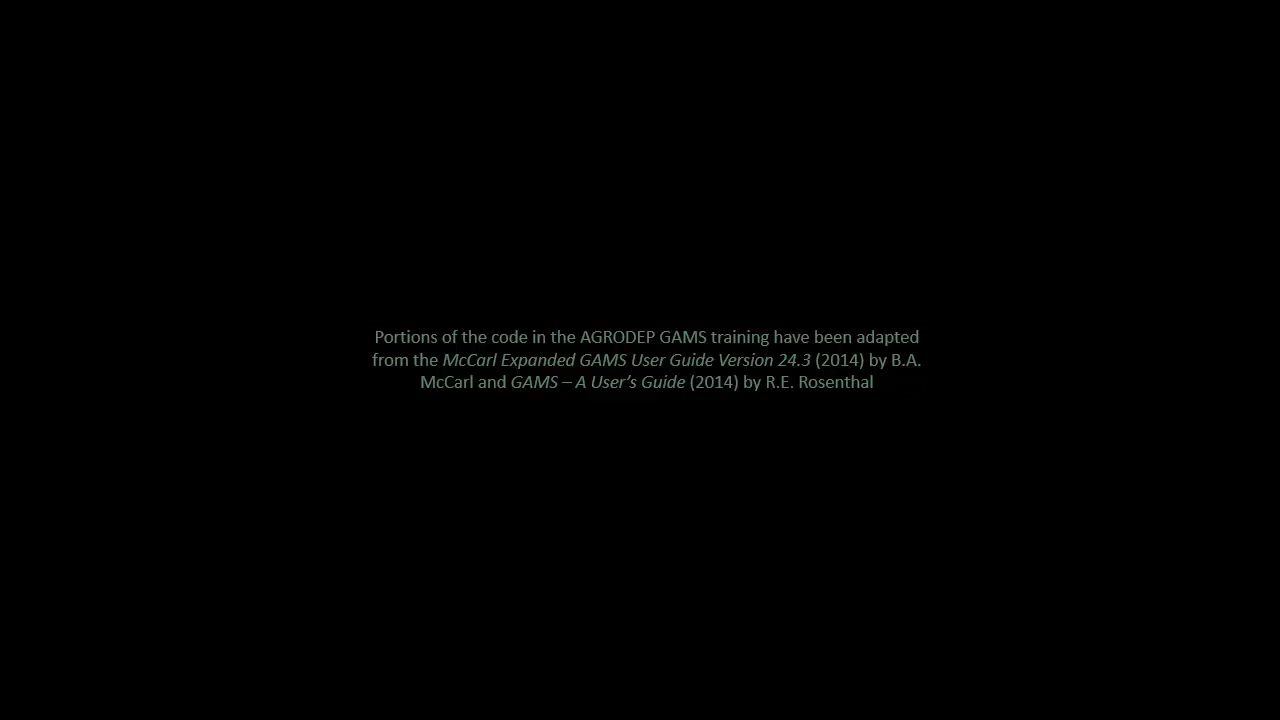 Portions of the code in the AGRODEP GAMS training have been adapted
from the McCarl Expanded GAMS User Guide Version 24.3 (2014) by B.A.
McCarl and GAMS – A User’s Guide (2014) by R.E. Rosenthal